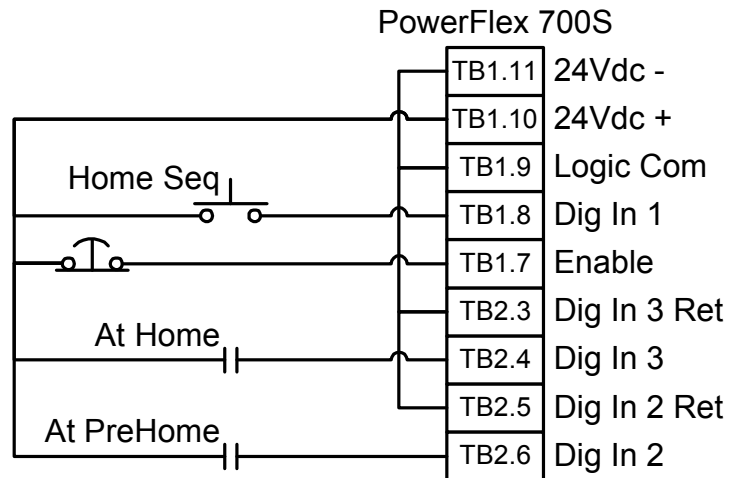 PowerFlex 700S
TB1.11 24Vdc -
TB1.10 24Vdc +
TB1.9 Logic Com
Home Seq
TB1.8 Dig In 1
TB1.7 Enable
TB2.3 Dig In 3 Ret
At Home
TB2.4 Dig In 3
TB2.5 Dig In 2 Ret
At PreHome
TB2.6 Dig In 2